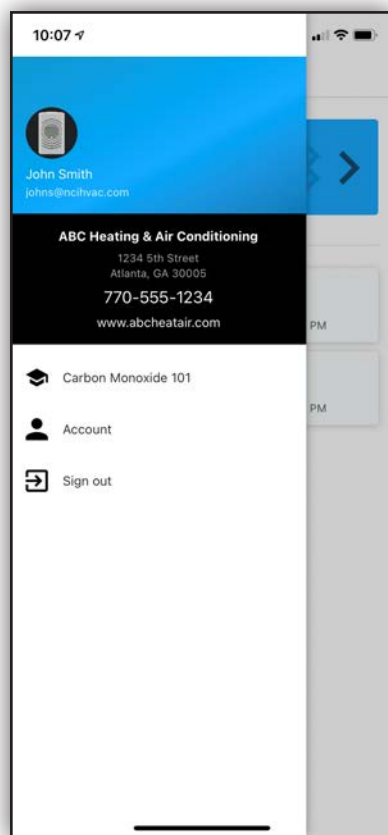 10:07
John Smith
johns@ncihvac.com
ABC Heating & Air Conditioning
1234 5th Street
Atlanta, GA 30005
770-555-1234
www.abcheatair.com
PM
Carbon Monoxide 101
PM
Account
Sign out